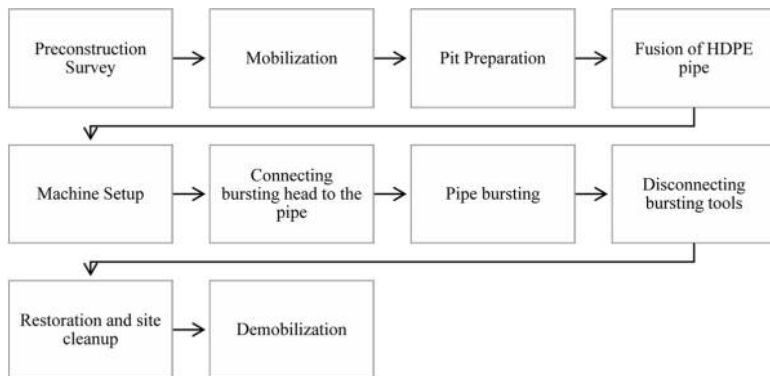 Preconstruction
Survey
Mobilization
Pit Preparation
Fusion of HDPE
pipe
Machine Setup
Connecting
bursting head to the
pipe
Pipe bursting
Disconnecting
bursting tools
Restoration and site
cleanup
Demobilization